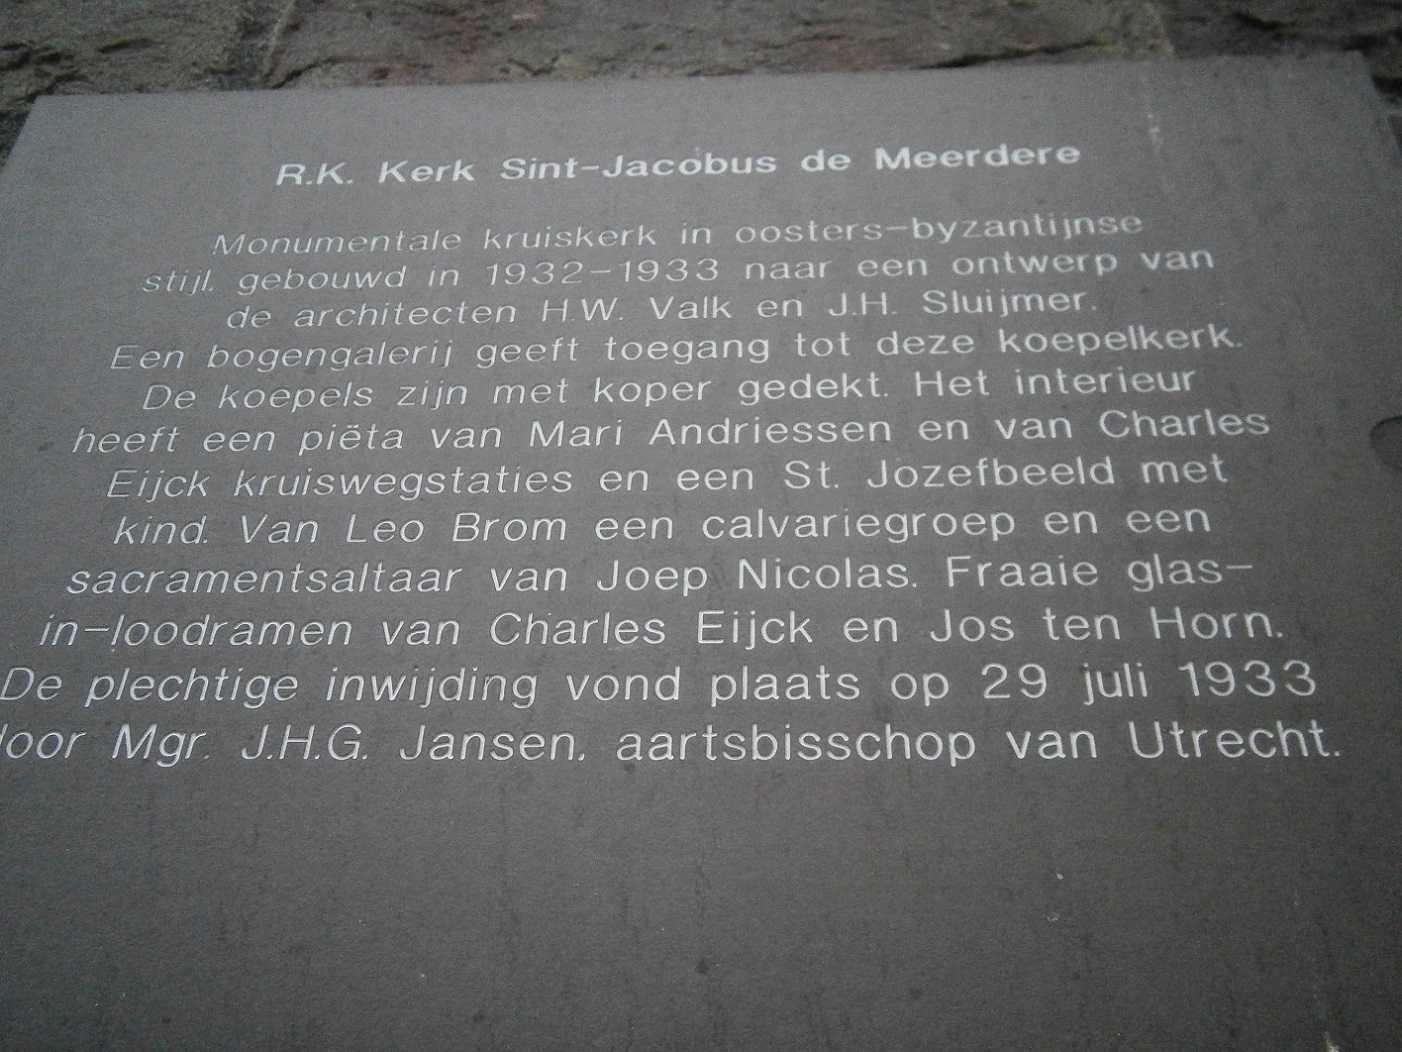 R.K. Kerk Sint-Jacobus de Meerdere
Monumentale kruiskerk in oosters-byzantijnse
stijl, gebouwd in 1932-1933 naar een ontwerp van
de architecten H.W. Valk en J.H. Sluijmer.
Een bogengalerij geeft toegang tot deze koepelkerk.
De koepels zijn met koper gedekt. Het interieur
heeft een piëta van Mari Andriessen en van Charles
Eijck kruiswegstaties en een St. Jozefbeeld met
kind. Van Leo Brom een calvariegroep en een
sacramentsaltaar van Joep Nicolas. Fraaie glas-
in-loodramen van Charles Eijck en Jos ten Horn.
De plechtige inwijding vond plaats op 29 juli 1933
door Mgr. J.H.G. Jansen, aartsbisschop van Utrecht.